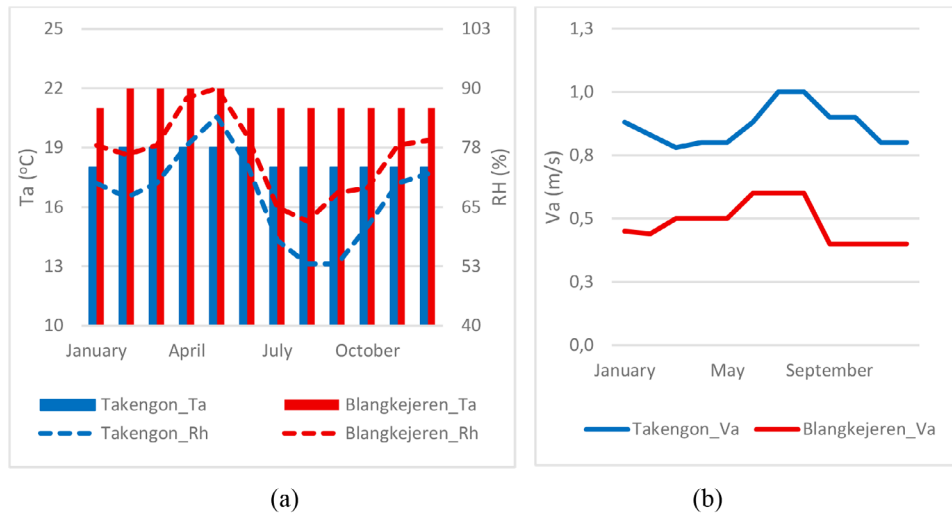 25
22
19
16
13
10
Ta (°C)
103
90
78
65
53
40
RH (%)
January April July October
Takengon_Ta Blangkejeren_Ta
Takengon_Rh Blangkejeren_Rh
(a)
1,3
1,0
0,8
0,5
0,3
0,0
Va (m/s)
January May September
Takengon_Va Blangkejeren_Va
(b)